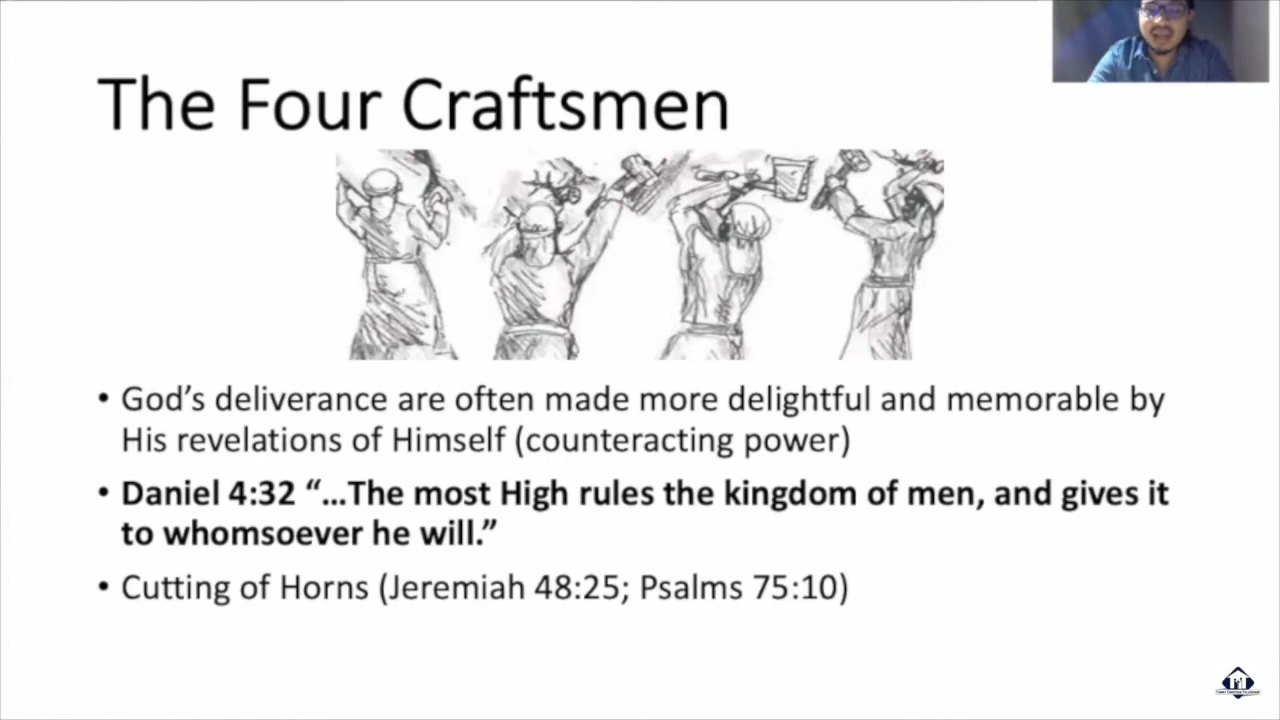 The Four Craftsmen
• God’s deliverance are often made more delightful and memorable by
His revelations of Himself (counteracting power)
• Daniel 4:32 “…The most High rules the kingdom of men, and gives it
to whomsoever he will.”
• Cutting of Horns (Jeremiah 48:25; Psalms 75:10)